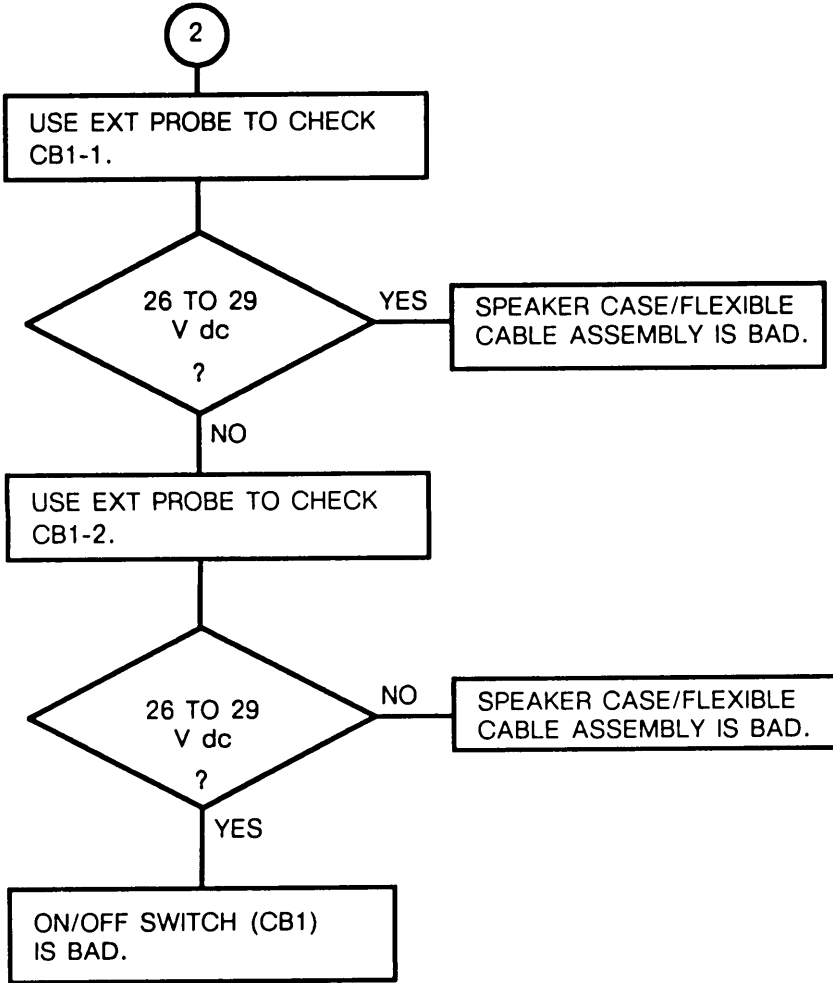 2
USE EXT PROBE TO CHECK
CB1-1.
26 TO 29
V dc
?
YES
SPEAKER CASE/FLEXIBLE
CABLE ASSEMBLY IS BAD.
NO
USE EXT PROBE TO CHECK
CB1-2.
26 TO 29
V dc
?
NO
SPEAKER CASE/FLEXIBLE
CABLE ASSEMBLY IS BAD.
YES
ON/OFF SWITCH (CB1)
IS BAD.